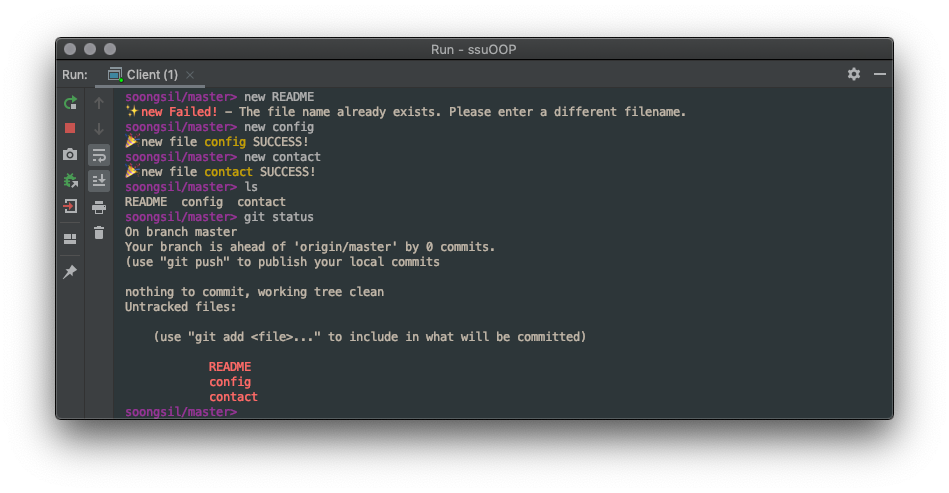 Run - ssuOOP
Run: Client (1)
soongsil/master> new README
✨new Failed! – The file name already exists. Please enter a different filename.
soongsil/master> new config
🎉new file config SUCCESS!
soongsil/master> new contact
🎉new file contact SUCCESS!
soongsil/master> ls
README  config  contact
soongsil/master> git status
On branch master
Your branch is ahead of 'origin/master' by 0 commits.
(use "git push" to publish your local commits
nothing to commit, working tree clean
Untracked files:
(use "git add <file>..." to include in what will be committed)
README
config
contact
soongsil/master>